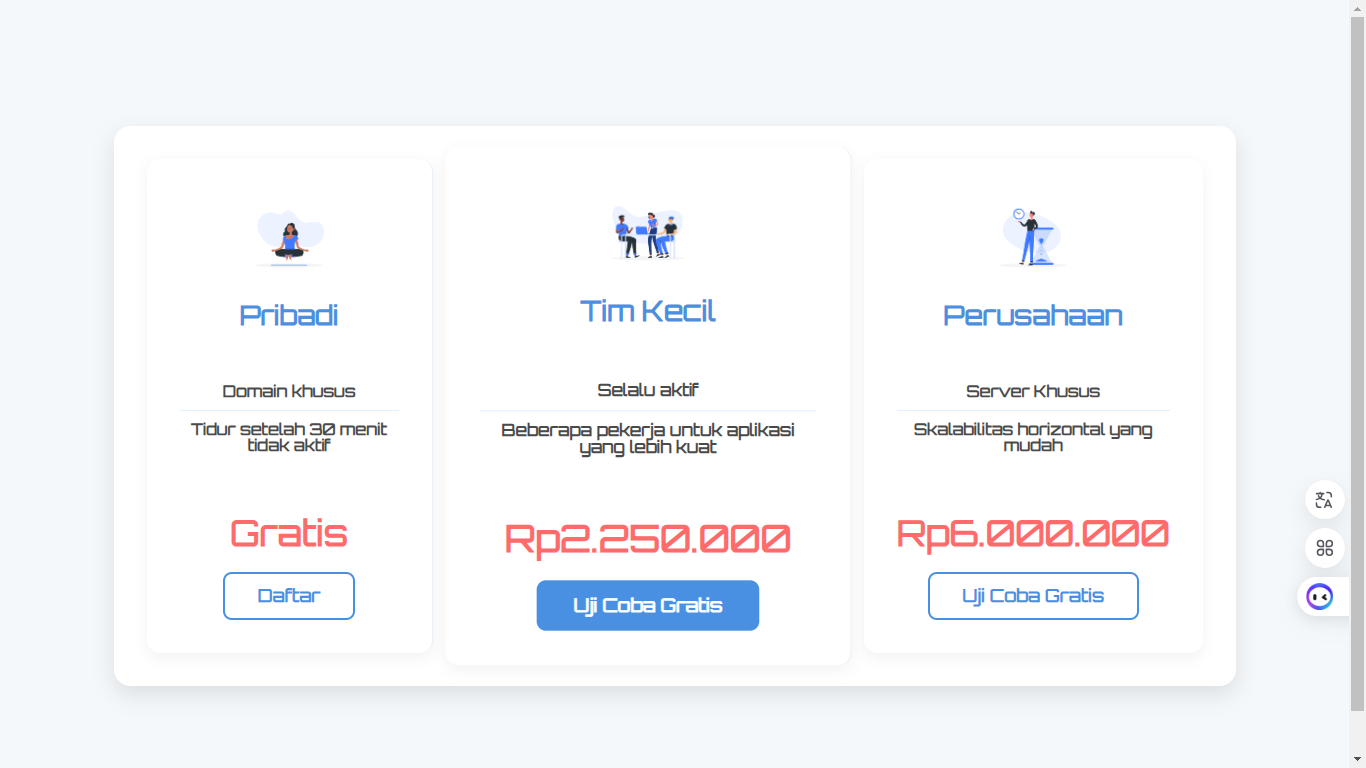 Pribadi
Domain khusus
Tidur setelah 30 menit
tidak aktif
Gratis
Daftar
Tim Kecil
Selalu aktif
Beberapa pekerja untuk aplikasi
yang lebih kuat
Rp2.250.000
Uji Coba Gratis
Perusahaan
Server Khusus
Skalabilitas horizontal yang
mudah
Rp6.000.000
Uji Coba Gratis